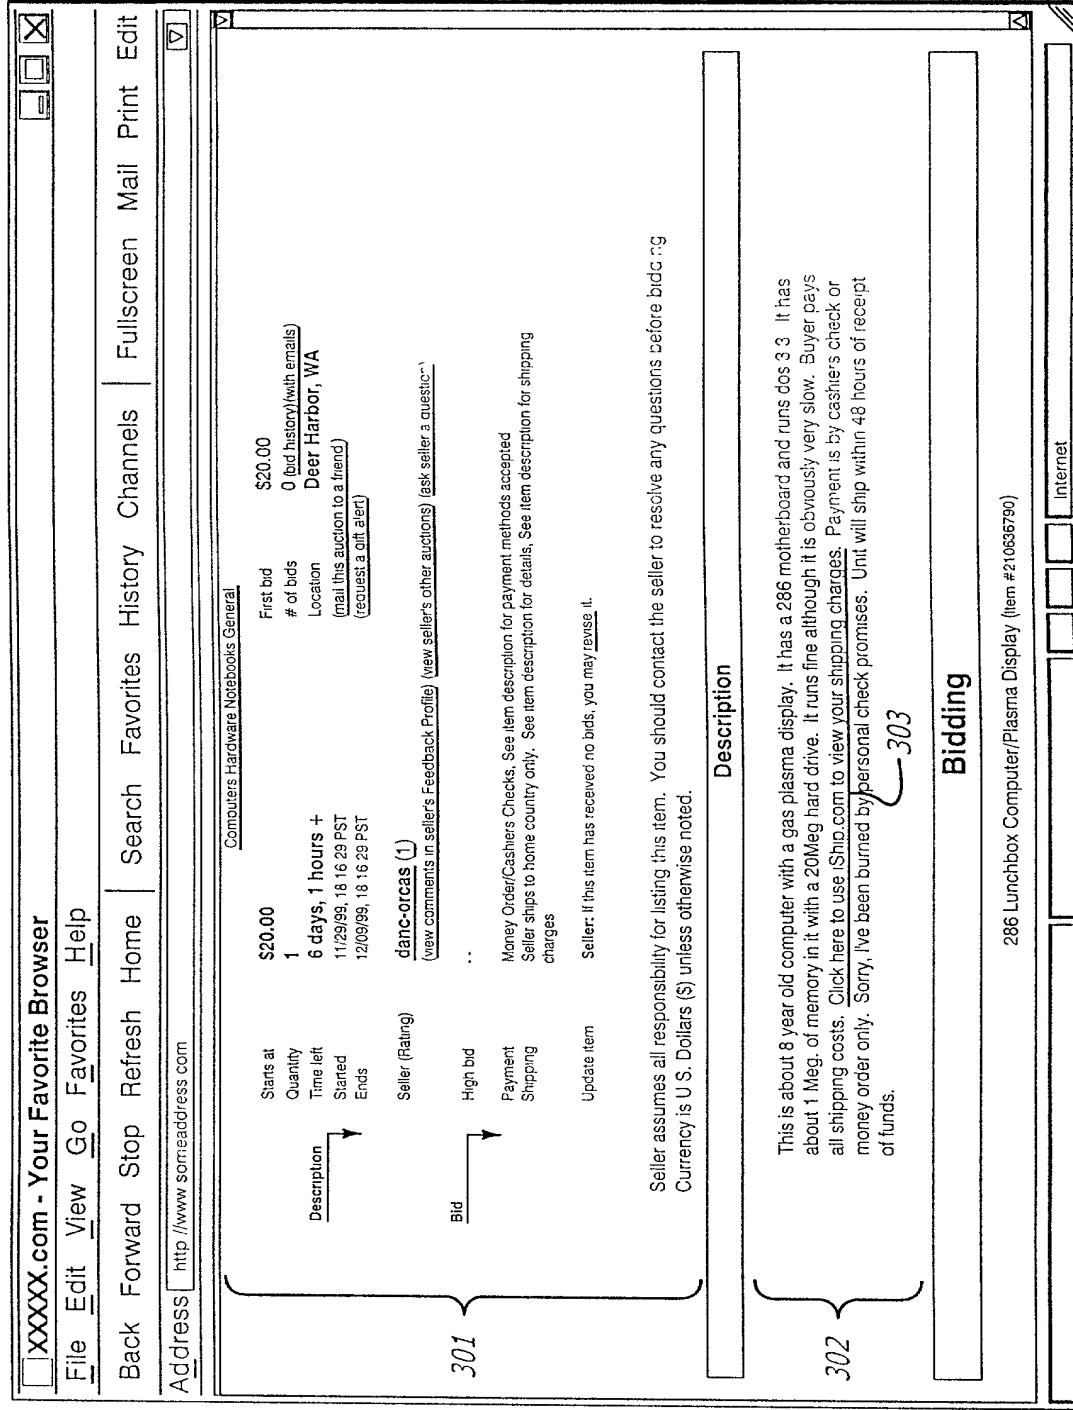 XXXXX.com - Your Favorite Browser
File Edit View Go Favorites Help
Back Forward Stop Refresh Home Search Favorites History Channels Fullscreen Mail Print Edit
Address http //www someaddress com
Computers Hardware Notebooks General
Starts at $20.00 First bid $20.00
Quantity 1 # of bids 0 (bid history)(with emails)
Time left 6 days, 1 hours + Location Deer Harbor, WA
Description Started 11/29/99, 18 16 29 PST (mail this auction to a friend)
Ends 12/09/99, 18 16 29 PST (request a gift alert)
Seller (Rating) danc-orcas (1)
(view comments in seller's Feedback Profile) (view seller's other auctions) (ask seller a question)
Bid High bid - -
Payment Money Order/Cashiers Checks, See item description for payment methods accepted
Shipping Seller ships to home country only. See item description for details, See item description for shipping
charges
Update item Seller: If this item has received no bids, you may revise it.
301
Seller assumes all responsibility for listing this item. You should contact the seller to resolve any questions before bidding
Currency is U S. Dollars ($) unless otherwise noted.
Description
This is about 8 year old computer with a gas plasma display. It has a 286 motherboard and runs dos 3 3 It has
about 1 Meg. of memory in it with a 20Meg hard drive. It runs fine although it is obviously very slow. Buyer pays
all shipping costs. Click here to use iShip.com to view your shipping charges. Payment is by cashiers check or
money order only. Sorry, I've been burned by personal check promises. Unit will ship within 48 hours of receipt
of funds.
302
303
Bidding
286 Lunchbox Computer/Plasma Display (Item #210636790)
Internet